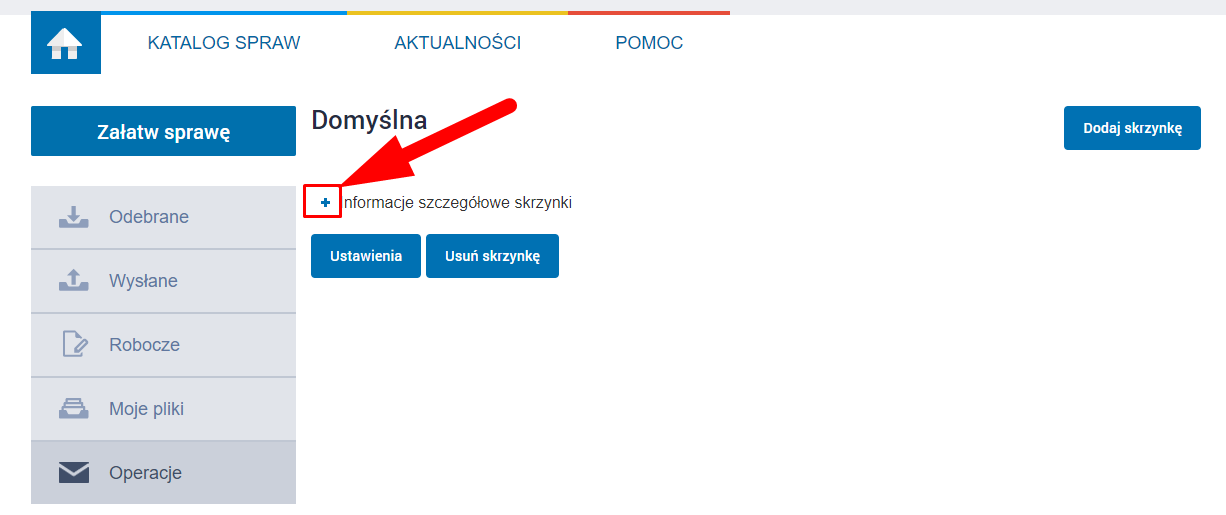 KATALOG SPRAW AKTUALNOŚCI POMOC
Załatw sprawę
Domyślna
Dodaj skrzynkę
Odebrane
nformacje szczegółowe skrzynki
Ustawienia Usuń skrzynkę
Wysłane
Robocze
Moje pliki
Operacje